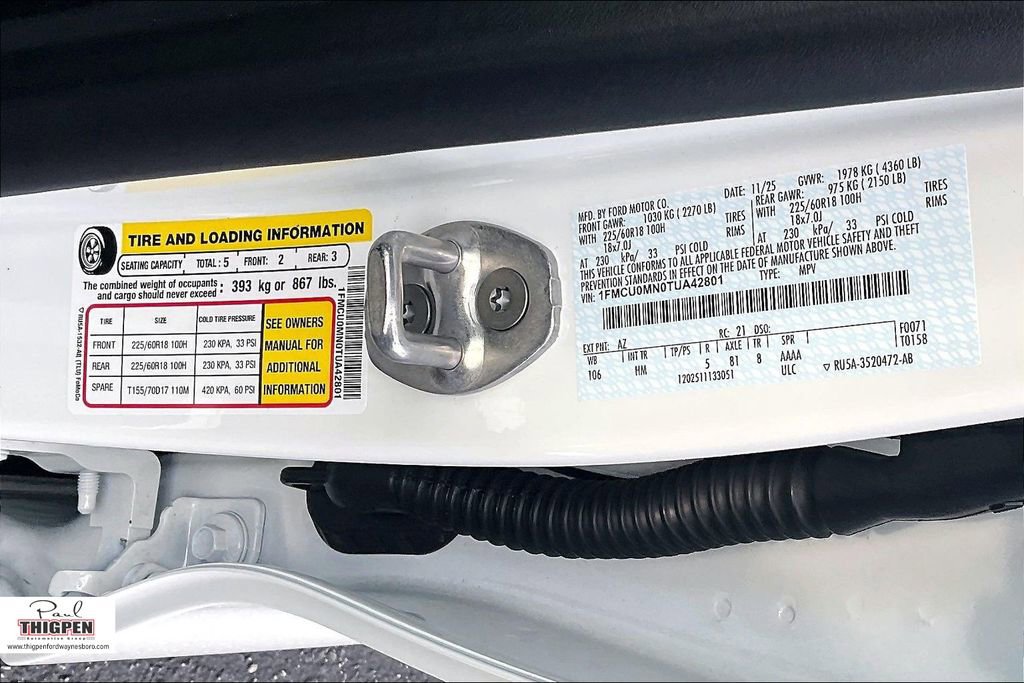 TIRE AND LOADING INFORMATION
SEATING CAPACITY TOTAL: 5 FRONT: 2 REAR: 3
The combined weight of occupants and cargo should never exceed : 393 kg or 867 lbs.
TIRE SIZE COLD TIRE PRESSURE
FRONT 225/60R18 100H 230 KPA, 33 PSI
REAR 225/60R18 100H 230 KPA, 33 PSI
SPARE T155/70D17 110M 420 KPA, 60 PSI
SEE OWNERS
MANUAL FOR
ADDITIONAL
INFORMATION
▽ RU5A-1532-AE (TLU) FoMoCo
1FMCU0MN0TUA42801
MFD. BY FORD MOTOR CO. DATE: 11/25 GVWR: 1978 KG ( 4360 LB)
FRONT GAWR: 1030 KG ( 2270 LB) REAR GAWR: 975 KG ( 2150 LB)
WITH 225/60R18 100H TIRES WITH 225/60R18 100H TIRES
18x7.0J RIMS 18x7.0J RIMS
AT 230 kPa/ 33 PSI COLD AT 230 kPa/ 33 PSI COLD
THIS VEHICLE CONFORMS TO ALL APPLICABLE FEDERAL MOTOR VEHICLE SAFETY AND THEFT
PREVENTION STANDARDS IN EFFECT ON THE DATE OF MANUFACTURE SHOWN ABOVE.
VIN: 1FMCU0MN0TUA42801 TYPE: MPV
EXT PNT: AZ RC: 21 DSO: F0071
WB INT TR TP/PS R AXLE TR SPR T0158
106 HM 5 81 8 AAAA
1202511133051 ULC ▽ RU5A-3520472-AB
Paul
THIGPEN
Automotive Group
www.thigpenfordwaynesboro.com